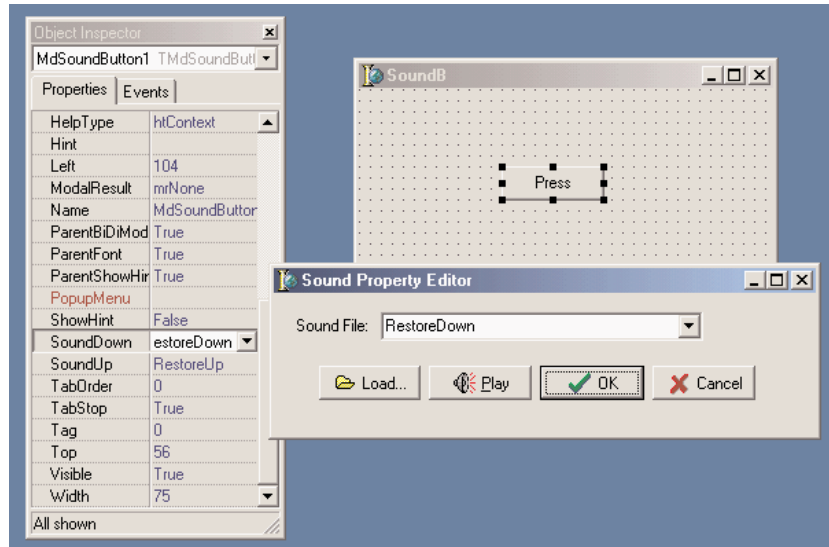 Object Inspector
MdSoundButton1 TMdSoundButt
Properties Events
HelpType htContext
Hint
Left 104
ModalResult mrNone
Name MdSoundButtor
ParentBiDiMod True
ParentFont True
ParentShowHir True
PopupMenu
ShowHint False
SoundDown estoreDown
SoundUp RestoreUp
TabOrder 0
TabStop True
Tag 0
Top 56
Visible True
Width 75
All shown
SoundB
Press
Sound Property Editor
Sound File: RestoreDown
Load... Play OK Cancel